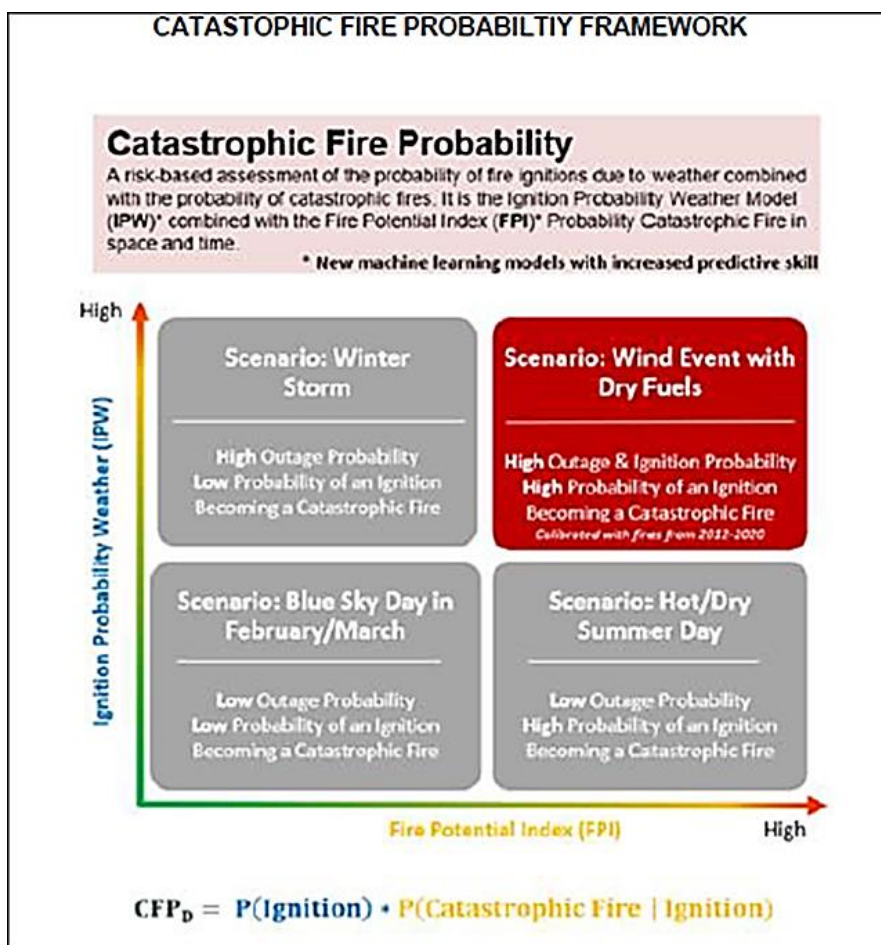 CATASTOPHIC FIRE PROBABILTIY FRAMEWORK
Catastrophic Fire Probability
A risk-based assessment of the probability of fire ignitions due to weather combined
with the probability of catastrophic fires. It is the Ignition Probability Weather Model
(IPW)* combined with the Fire Potential Index (FPI)* Probability Catastrophic Fire in
space and time.
* New machine learning models with increased predictive skill
High
Ignition Probability Weather (IPW)
Scenario: Winter
Storm
High Outage Probability
Low Probability of an Ignition
Becoming a Catastrophic Fire
Scenario: Wind Event with
Dry Fuels
High Outage & Ignition Probability
High Probability of an Ignition
Becoming a Catastrophic Fire
Calibrated with fires from 2012-2020
Scenario: Blue Sky Day in
February/March
Low Outage Probability
Low Probability of an Ignition
Becoming a Catastrophic Fire
Scenario: Hot/Dry
Summer Day
Low Outage Probability
High Probability of an Ignition
Becoming a Catastrophic Fire
Fire Potential Index (FPI)
High
CFP_D = P(Ignition) * P(Catastrophic Fire | Ignition)